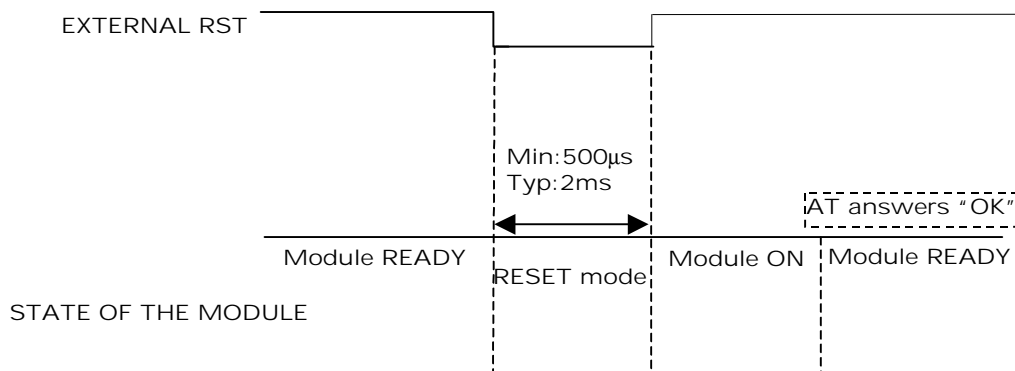 EXTERNAL RST
Min:500µs
Typ:2ms
AT answers "OK"
Module READY
RESET mode
Module ON
Module READY
STATE OF THE MODULE